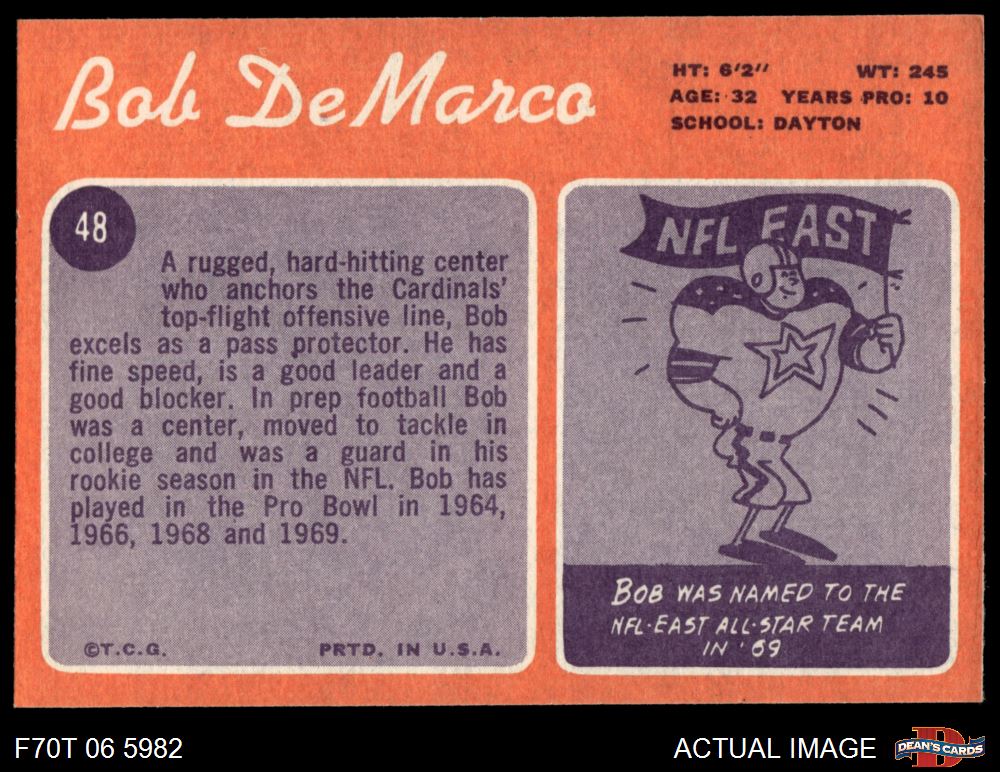 Bob DeMarco
HT: 6'2'' WT: 245
AGE: 32 YEARS PRO: 10
SCHOOL: DAYTON
48
A rugged, hard-hitting center
who anchors the Cardinals'
top-flight offensive line, Bob
excels as a pass protector. He has
fine speed, is a good leader and a
good blocker. In prep football Bob
was a center, moved to tackle in
college and was a guard in his
rookie season in the NFL. Bob has
played in the Pro Bowl in 1964,
1966, 1968 and 1969.
©T.C.G. PRTD. IN U.S.A.
NFL EAST
BOB WAS NAMED TO THE
NFL-EAST ALL-STAR TEAM
IN '69
F70T 06 5982
ACTUAL IMAGE
D
DEAN'S CARDS